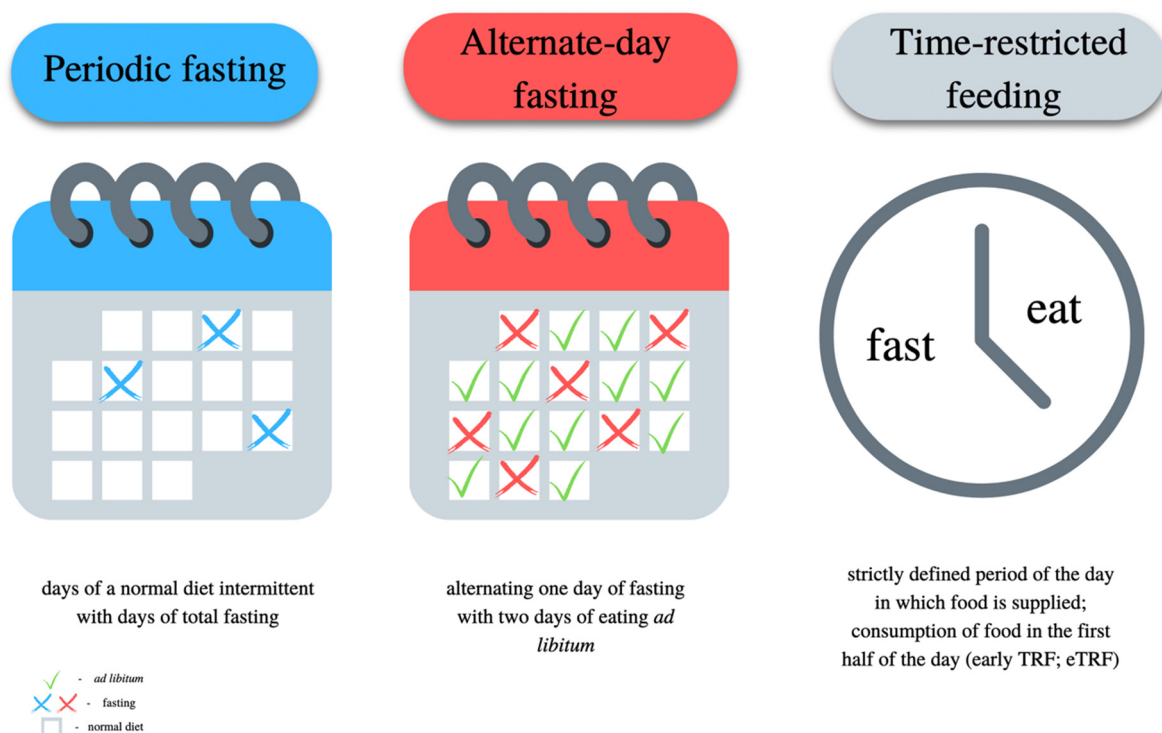 Periodic fasting
Alternate-day
fasting
Time-restricted
feeding
fast
eat
days of a normal diet intermittent
with days of total fasting
alternating one day of fasting
with two days of eating ad
libitum
strictly defined period of the day
in which food is supplied;
consumption of food in the first
half of the day (early TRF; eTRF)
- ad libitum
- fasting
- normal diet